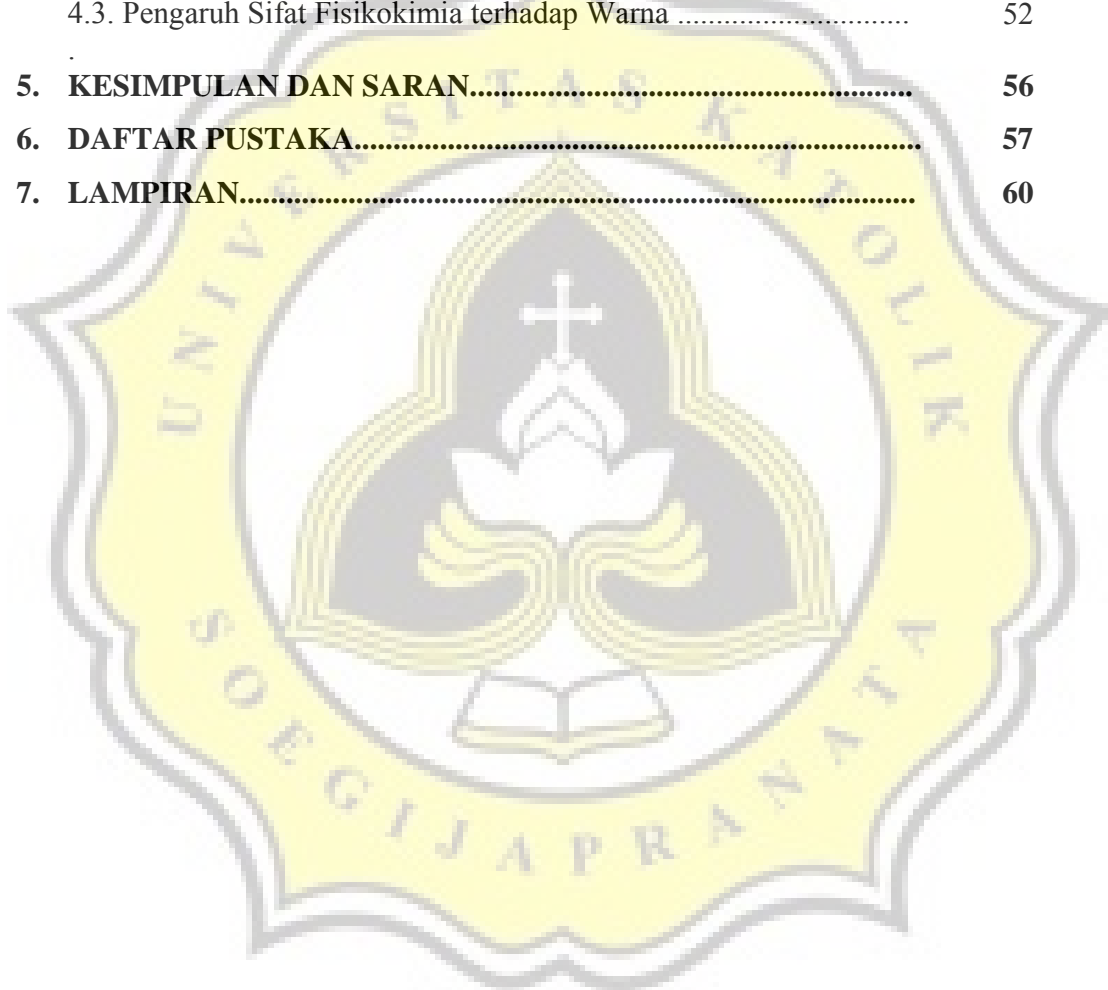 4.3. Pengaruh Sifat Fisikokimia terhadap Warna .............................. 52
.
5. KESIMPULAN DAN SARAN......................................................... 56
6. DAFTAR PUSTAKA......................................................................... 57
7. LAMPIRAN....................................................................................... 60
UNIVERSITAS KATOLIK
SOEGIJAPRANATA